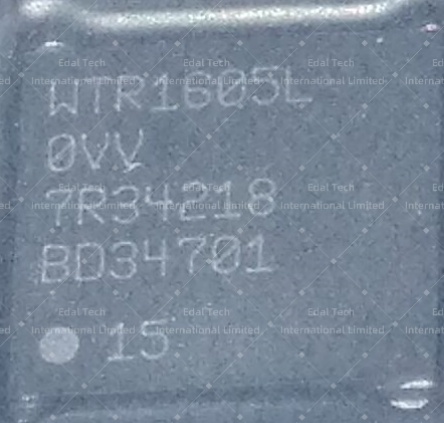 WTR1605L
0VV
7R34218
BD34701
15
Edal Tech
International Limited